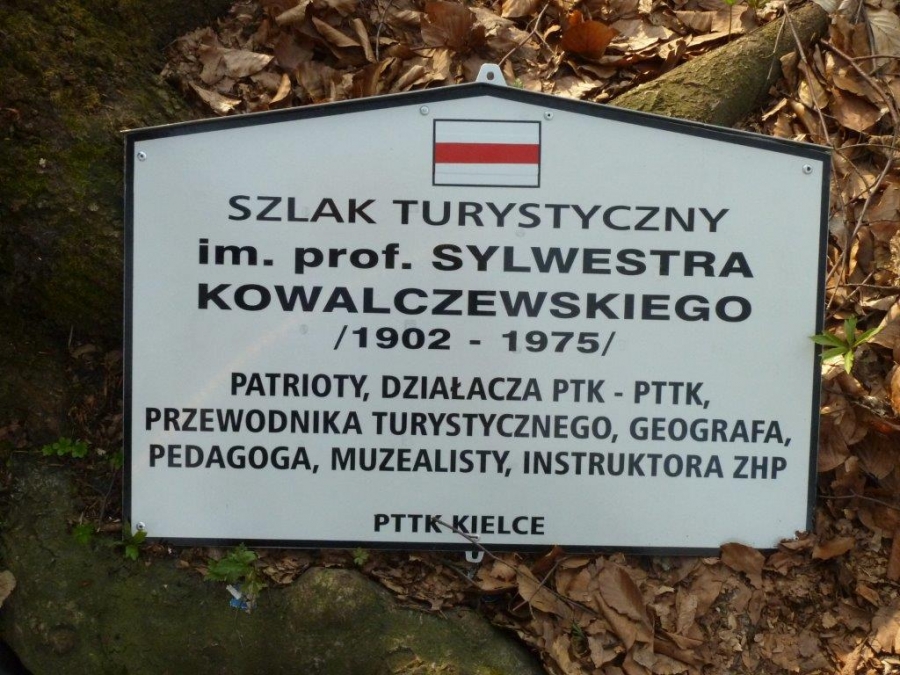 SZLAK TURYSTYCZNY
im. prof. SYLWESTRA
KOWALCZEWSKIEGO
/1902 - 1975/
PATRIOTY, DZIAŁACZA PTK - PTTK,
PRZEWODNIKA TURYSTYCZNEGO, GEOGRAFA,
PEDAGOGA, MUZEALISTY, INSTRUKTORA ZHP
PTTK KIELCE